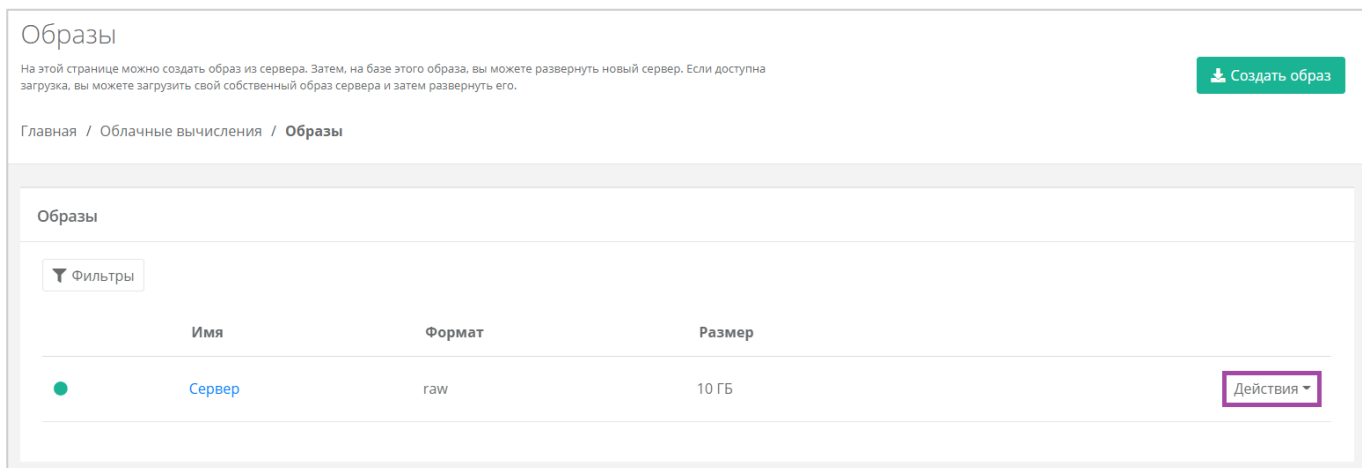 Образы
На этой странице можно создать образ из сервера. Затем, на базе этого образа, вы можете развернуть новый сервер. Если доступна
загрузка, вы можете загрузить свой собственный образ сервера и затем развернуть его.
Создать образ
Главная / Облачные вычисления / Образы
Образы
Фильтры
Имя Формат Размер
Сервер raw 10 ГБ Действия